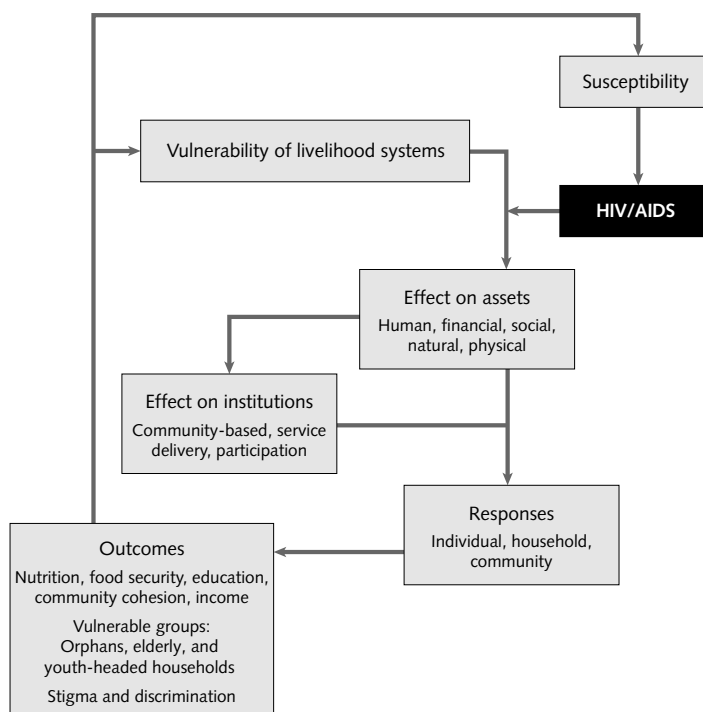 Susceptibility
Vulnerability of livelihood systems
HIV/AIDS
Effect on assets
Human, financial, social,
natural, physical
Effect on institutions
Community-based, service
delivery, participation
Responses
Individual, household,
community
Outcomes
Nutrition, food security, education,
community cohesion, income
Vulnerable groups:
Orphans, elderly, and
youth-headed households
Stigma and discrimination